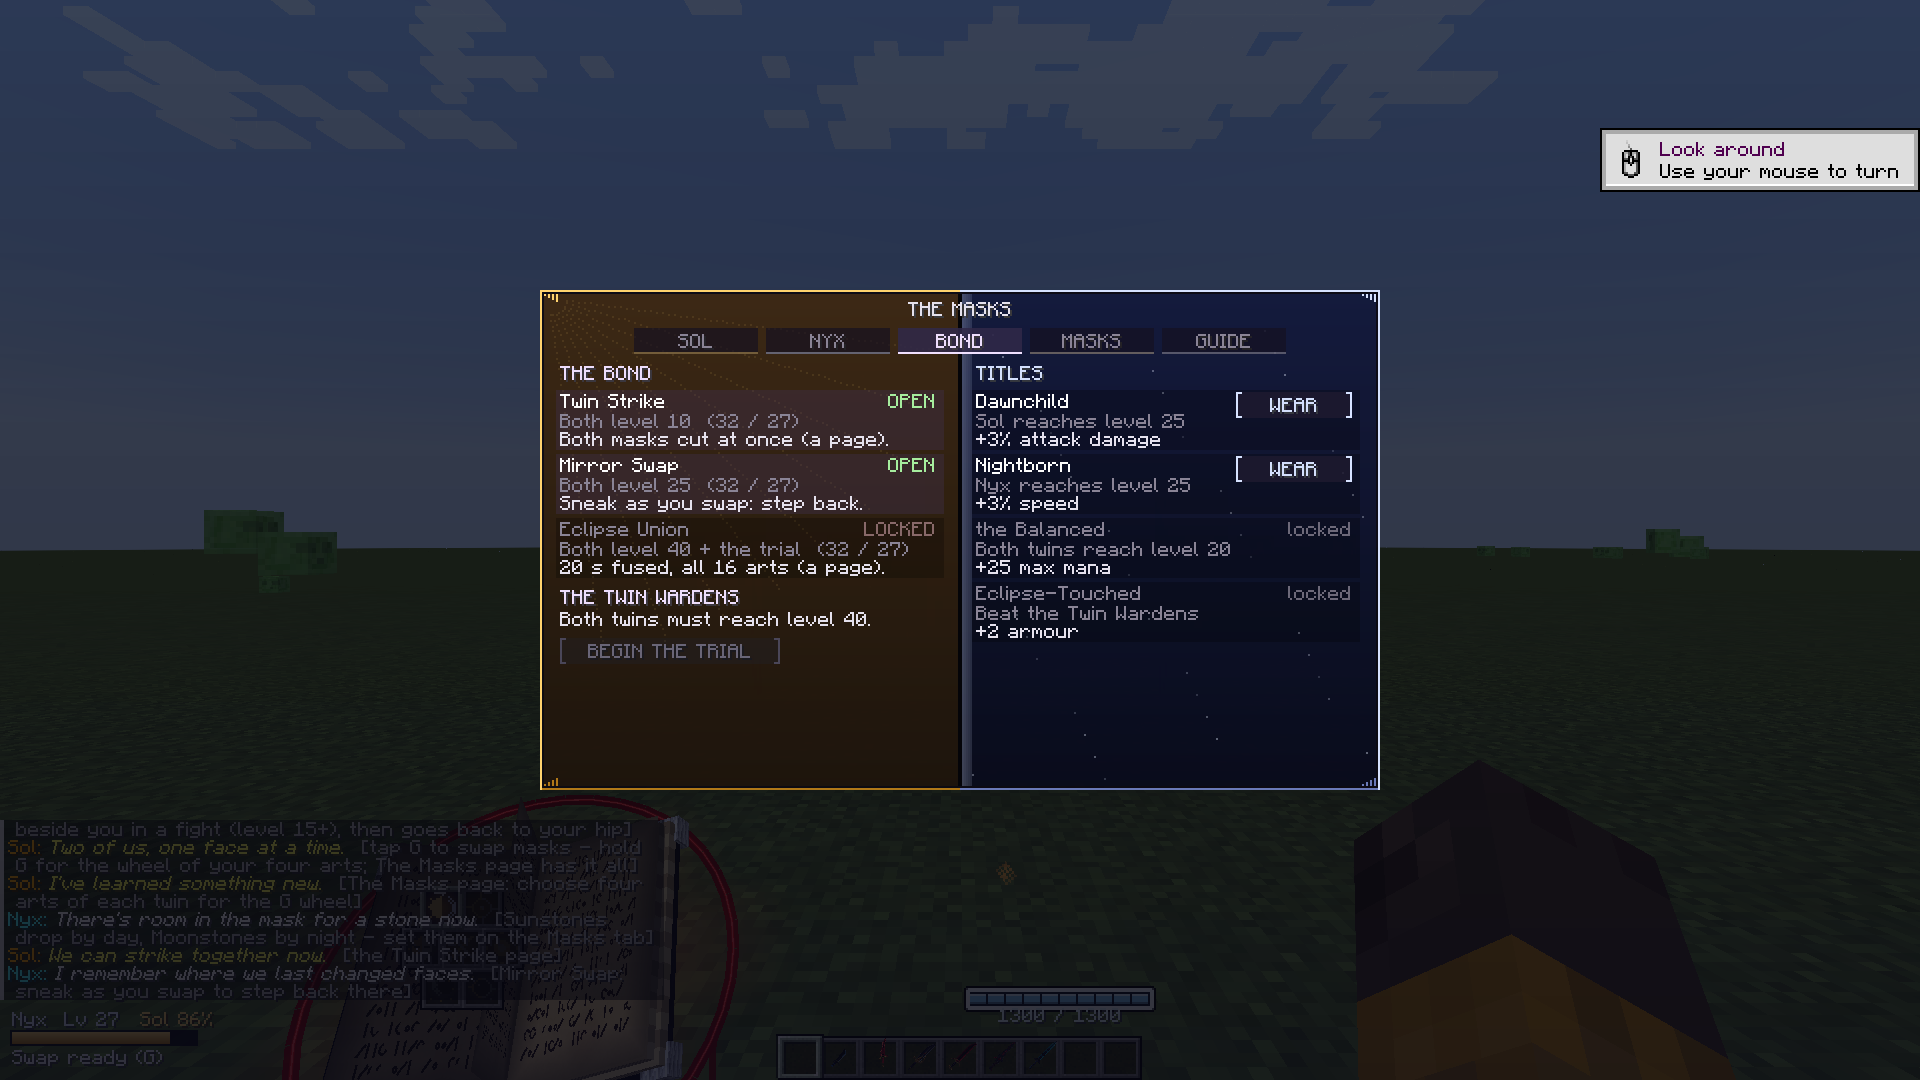 Look around
Use your mouse to turn
THE MASKS
SOL
NYX
BOND
MASKS
GUIDE
THE BOND
Twin Strike
OPEN
Both level 10 (32 / 27)
Both masks cut at once (a page).
Mirror Swap
OPEN
Both level 25 (32 / 27)
Sneak as you swap: step back.
Eclipse Union
LOCKED
Both level 40 + the trial (32 / 27)
20 s fused, all 16 arts (a page).
THE TWIN WARDENS
Both twins must reach level 40.
[ BEGIN THE TRIAL ]
TITLES
Dawnchild
[ WEAR ]
Sol reaches level 25
+3% attack damage
Nightborn
[ WEAR ]
Nyx reaches level 25
+3% speed
the Balanced
locked
Both twins reach level 20
+25 max mana
Eclipse-Touched
locked
Beat the Twin Wardens
+2 armour
beside you in a fight (level 15+), then goes back to your hip]
Sol: Two of us, one face at a time. [tap G to swap masks - hold
G for the wheel of your four arts; The Masks page has it all]
Sol: I've learned something new. [The Masks page: choose four
arts of each twin for the G wheel]
Nyx: There's room in the mask for a stone now. [Sunstones
drop by day, Moonstones by night - set them on the Masks tab]
Sol: We can strike together now. [the Twin Strike page]
Nyx: I remember where we last changed faces. [Mirror Swap:
sneak as you swap to step back there]
Nyx Lv 27 Sol 86%
Swap ready (G)
1300 / 1300